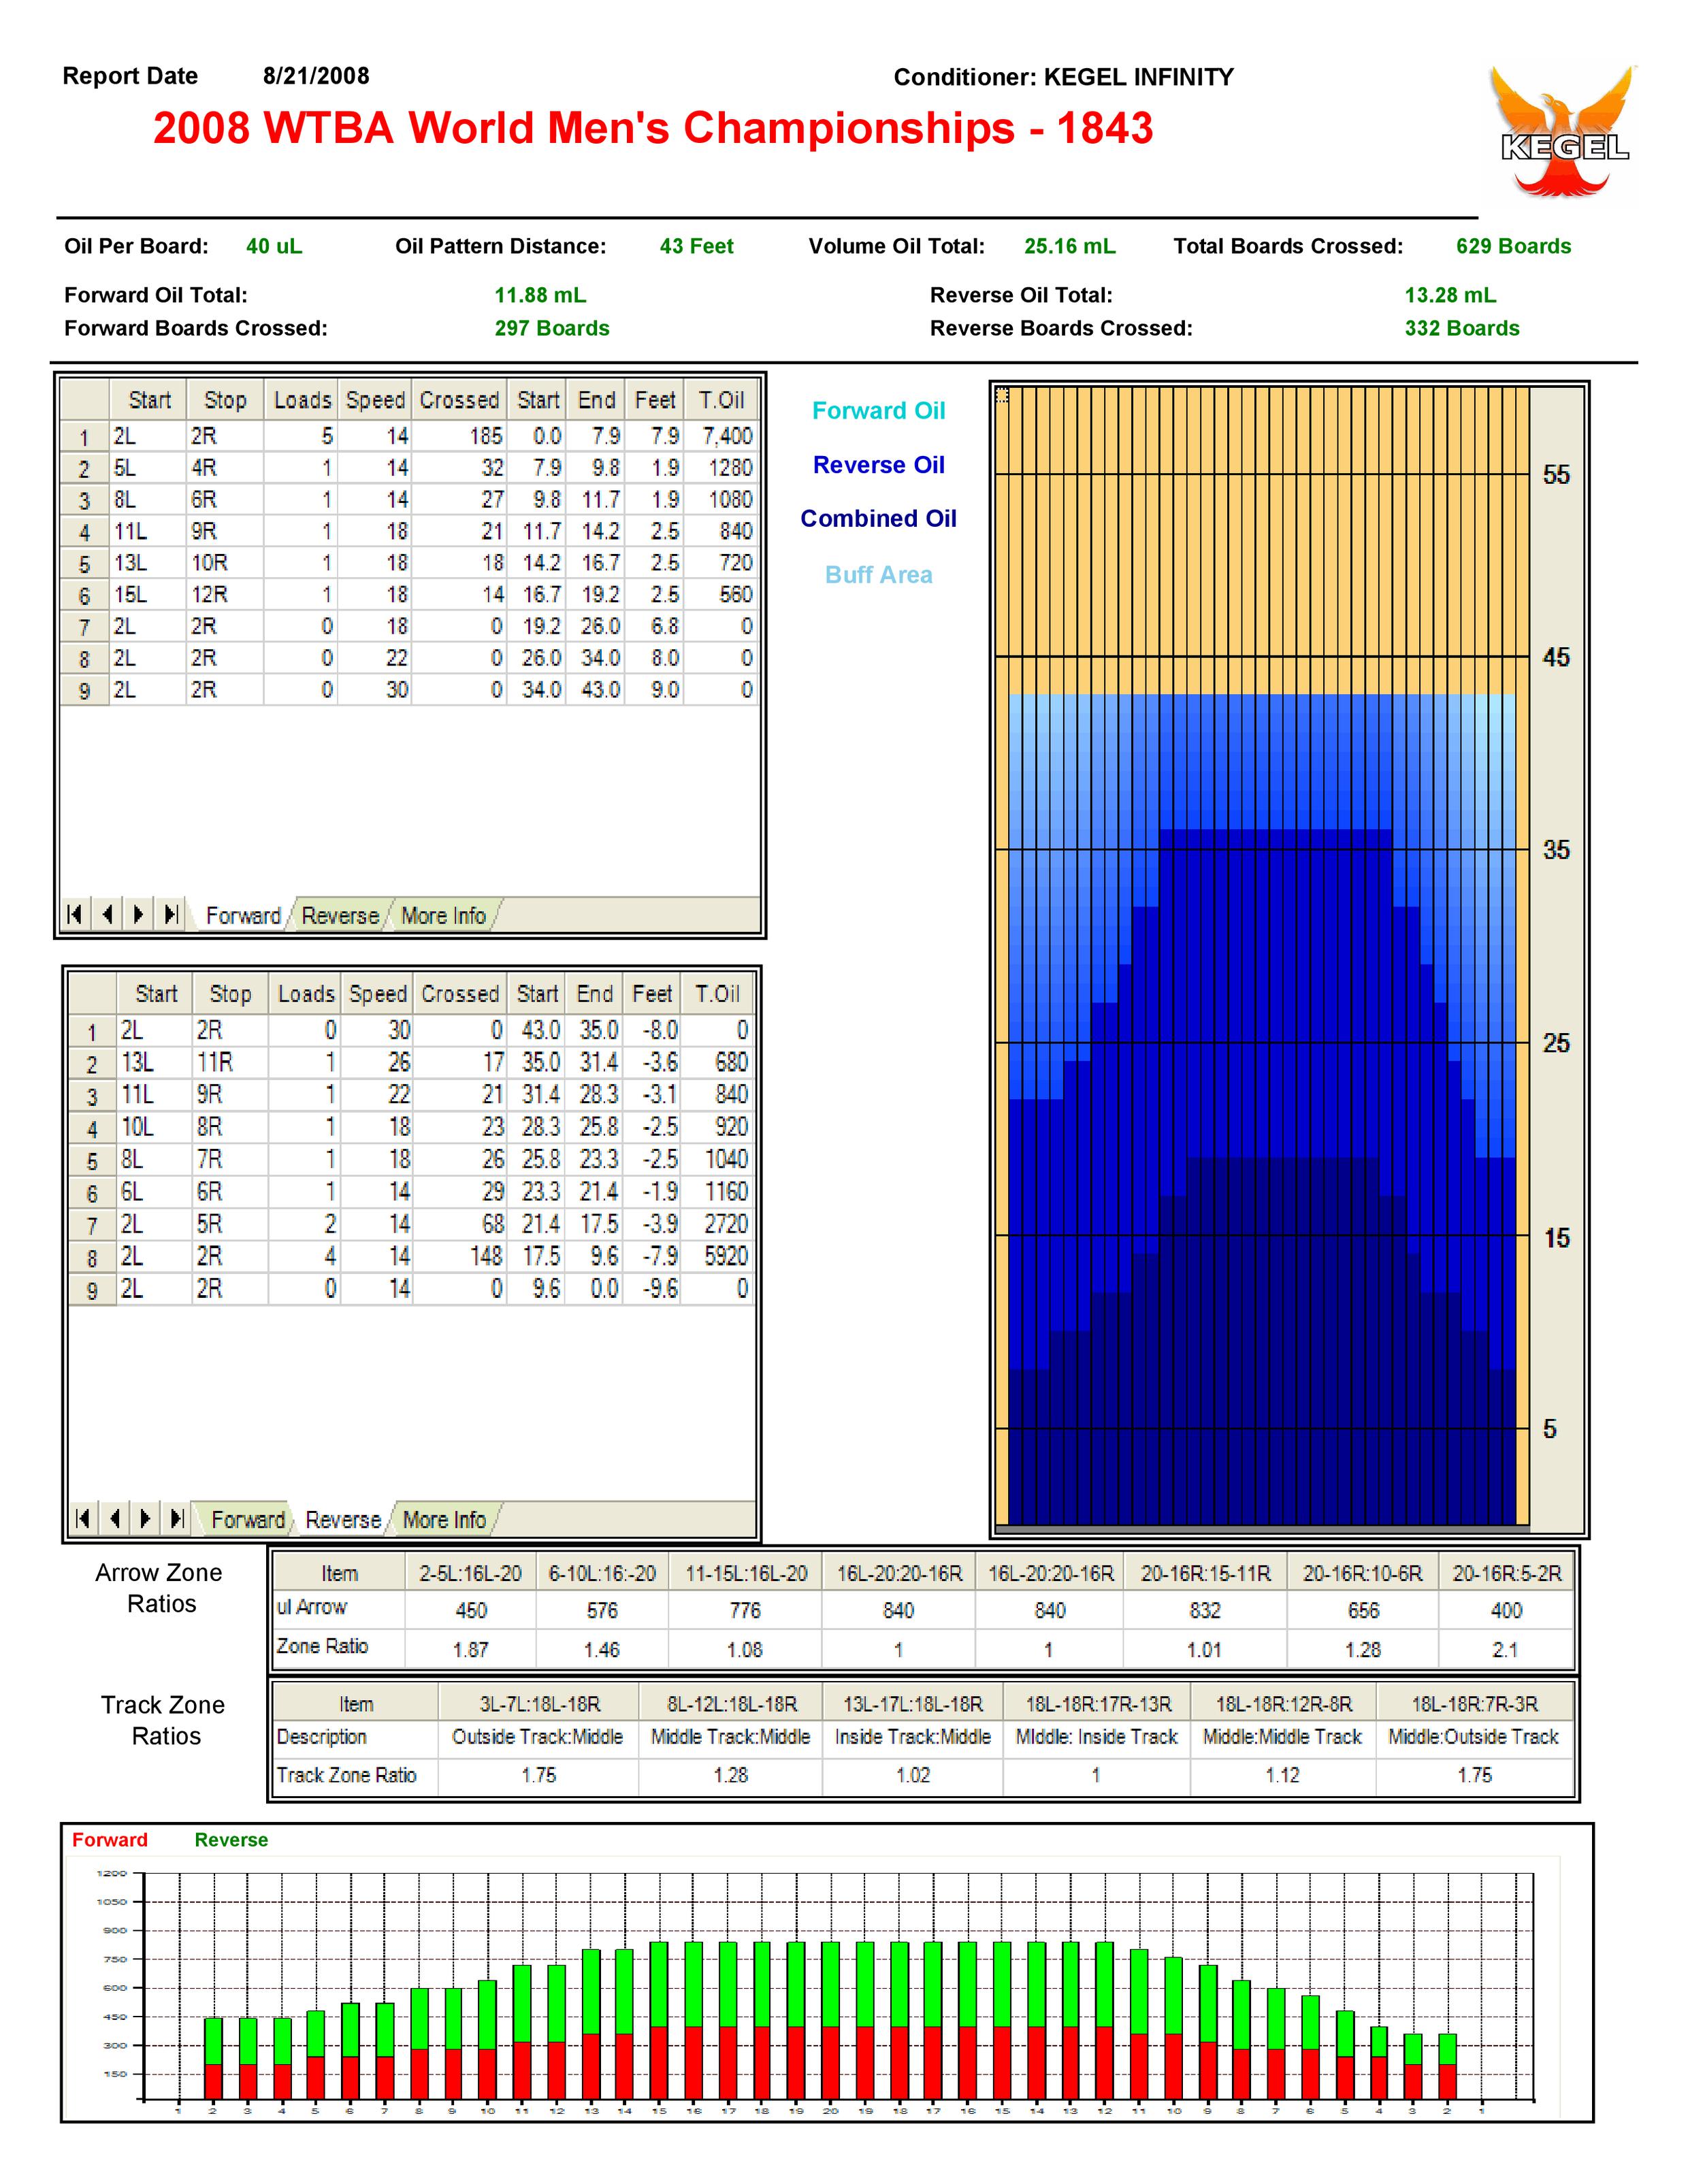 Report Date 8/21/2008 Conditioner: KEGEL INFINITY
2008 WTBA World Men's Championships - 1843
KEGEL
Oil Per Board: 40 uL Oil Pattern Distance: 43 Feet Volume Oil Total: 25.16 mL Total Boards Crossed: 629 Boards
Forward Oil Total: 11.88 mL Reverse Oil Total: 13.28 mL
Forward Boards Crossed: 297 Boards Reverse Boards Crossed: 332 Boards
Start Stop Loads Speed Crossed Start End Feet T.Oil
1 2L 2R 5 14 185 0.0 7.9 7.9 7,400
2 5L 4R 1 14 32 7.9 9.8 1.9 1280
3 8L 6R 1 14 27 9.8 11.7 1.9 1080
4 11L 9R 1 18 21 11.7 14.2 2.5 840
5 13L 10R 1 18 18 14.2 16.7 2.5 720
6 15L 12R 1 18 14 16.7 19.2 2.5 560
7 2L 2R 0 18 0 19.2 26.0 6.8 0
8 2L 2R 0 22 0 26.0 34.0 8.0 0
9 2L 2R 0 30 0 34.0 43.0 9.0 0
Forward Reverse More Info
Forward Oil
Reverse Oil
Combined Oil
Buff Area
55
45
35
25
15
5
Start Stop Loads Speed Crossed Start End Feet T.Oil
1 2L 2R 0 30 0 43.0 35.0 -8.0 0
2 13L 11R 1 26 17 35.0 31.4 -3.6 680
3 11L 9R 1 22 21 31.4 28.3 -3.1 840
4 10L 8R 1 18 23 28.3 25.8 -2.5 920
5 8L 7R 1 18 26 25.8 23.3 -2.5 1040
6 6L 6R 1 14 29 23.3 21.4 -1.9 1160
7 2L 5R 2 14 68 21.4 17.5 -3.9 2720
8 2L 2R 4 14 148 17.5 9.6 -7.9 5920
9 2L 2R 0 14 0 9.6 0.0 -9.6 0
Forward Reverse More Info
Arrow Zone
Ratios
Item 2-5L:16L-20 6-10L:16:-20 11-15L:16L-20 16L-20:20-16R 16L-20:20-16R 20-16R:15-11R 20-16R:10-6R 20-16R:5-2R
ul Arrow 450 576 776 840 840 832 656 400
Zone Ratio 1.87 1.46 1.08 1 1 1.01 1.28 2.1
Track Zone
Ratios
Item 3L-7L:18L-18R 8L-12L:18L-18R 13L-17L:18L-18R 18L-18R:17R-13R 18L-18R:12R-8R 18L-18R:7R-3R
Description Outside Track:Middle Middle Track:Middle Inside Track:Middle MIddle: Inside Track Middle:Middle Track Middle:Outside Track
Track Zone Ratio 1.75 1.28 1.02 1 1.12 1.75
Forward Reverse
1200
1050
900
750
600
450
300
150
1 2 3 4 5 6 7 8 9 10 11 12 13 14 15 16 17 18 19 20 19 18 17 16 15 14 13 12 11 10 9 8 7 6 5 4 3 2 1